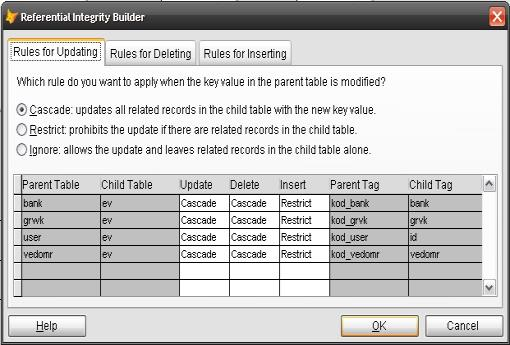 Referential Integrity Builder
Rules for Updating Rules for Deleting Rules for Inserting
Which rule do you want to apply when the key value in the parent table is modified?
Cascade: updates all related records in the child table with the new key value.
Restrict: prohibits the update if there are related records in the child table.
Ignore: allows the update and leaves related records in the child table alone.
Parent Table Child Table Update Delete Insert Parent Tag Child Tag
bank ev Cascade Cascade Restrict kod_bank bank
grwk ev Cascade Cascade Restrict kod_grvk grvk
user ev Cascade Cascade Restrict kod_user id
vedomr ev Cascade Cascade Restrict kod_vedomr vedomr
Help OK Cancel